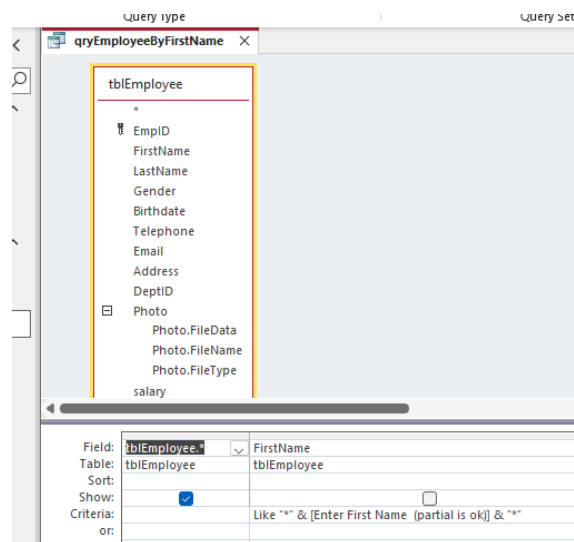 Query Type
Query Set
qryEmployeeByFirstName
tblEmployee
*
EmpID
FirstName
LastName
Gender
Birthdate
Telephone
Email
Address
DeptID
Photo
Photo.FileData
Photo.FileName
Photo.FileType
salary
Field: tblEmployee.* FirstName
Table: tblEmployee tblEmployee
Sort:
Show:
Criteria: Like "*" & [Enter First Name  (partial is ok)] & "*"
or: